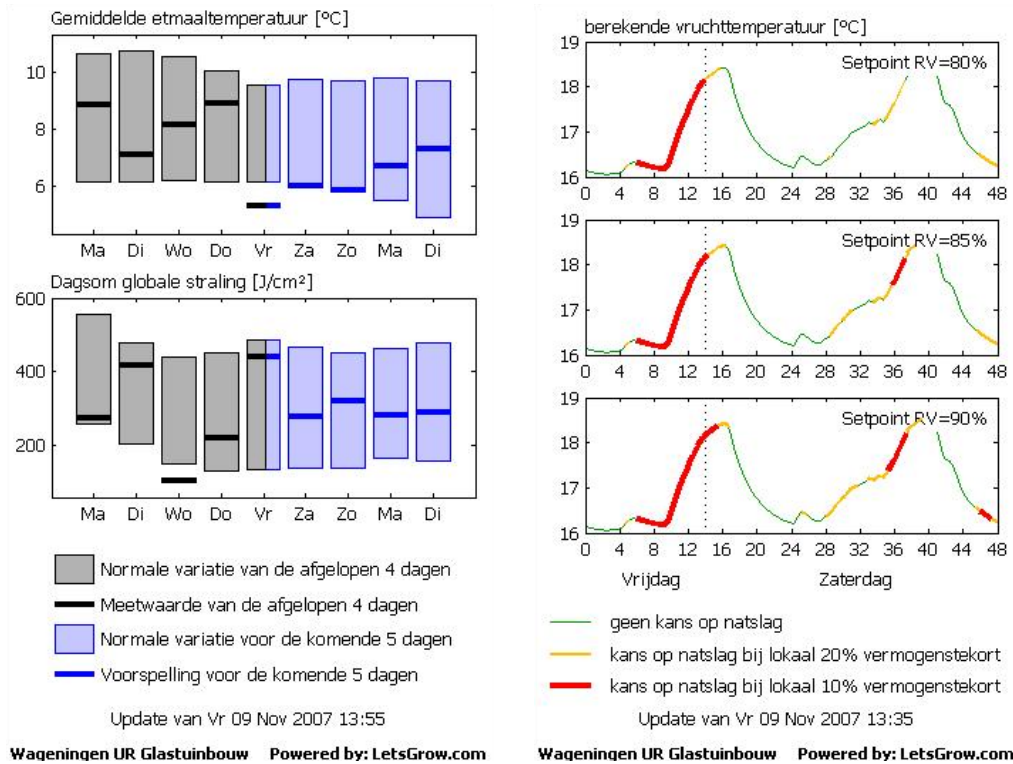 Gemiddelde etmaaltemperatuur [°C]
10
8
6
Ma Di Wo Do Vr Za Zo Ma Di
Dagsom globale straling [J/cm²]
600
400
200
Ma Di Wo Do Vr Za Zo Ma Di
Normale variatie van de afgelopen 4 dagen
Meetwaarde van de afgelopen 4 dagen
Normale variatie voor de komende 5 dagen
Voorspelling voor de komende 5 dagen
Update van Vr 09 Nov 2007 13:55
Wageningen UR Glastuinbouw Powered by: LetsGrow.com
berekende vruchttemperatuur [°C]
19
Setpoint RV=80%
18
17
16
0 4 8 12 16 20 24 28 32 36 40 44 48
19
Setpoint RV=85%
18
17
16
0 4 8 12 16 20 24 28 32 36 40 44 48
19
Setpoint RV=90%
18
17
16
0 4 8 12 16 20 24 28 32 36 40 44 48
Vrijdag Zaterdag
geen kans op natslag
kans op natslag bij lokaal 20% vermogenstekort
kans op natslag bij lokaal 10% vermogenstekort
Update van Vr 09 Nov 2007 13:35
Wageningen UR Glastuinbouw Powered by: LetsGrow.com